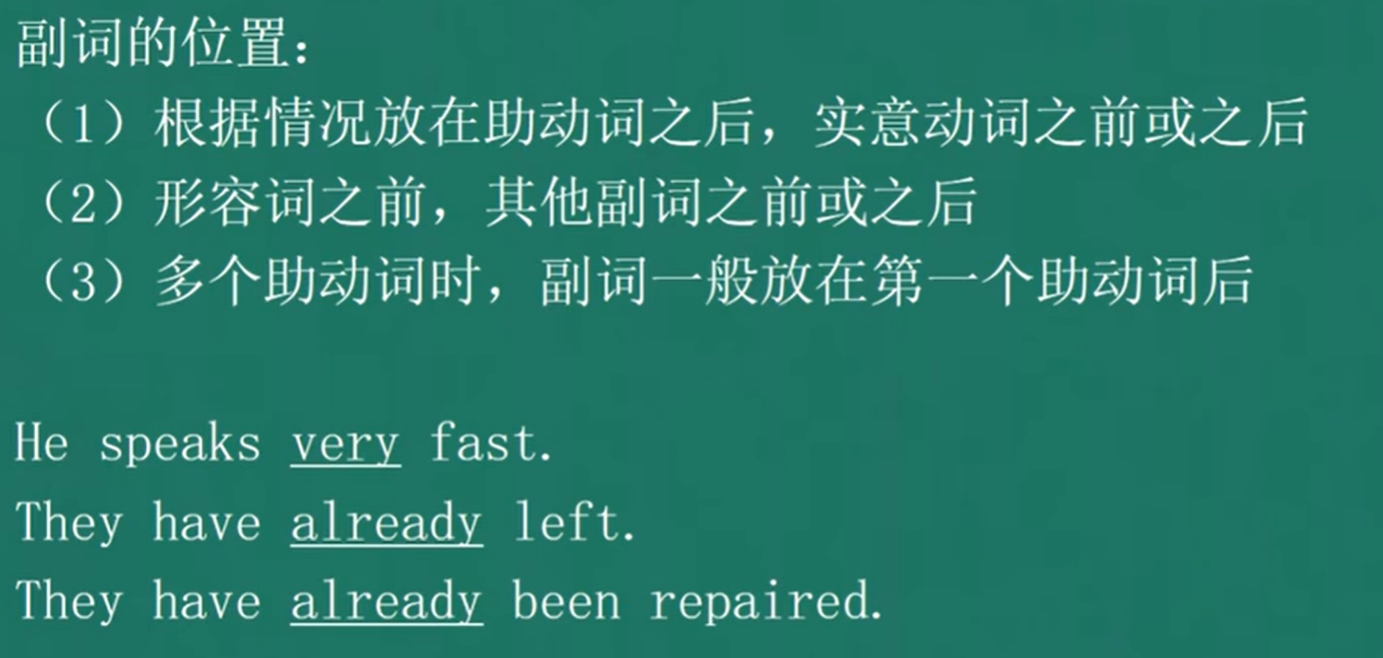 副词的位置：
（1）根据情况放在助动词之后，实意动词之前或之后
（2）形容词之前，其他副词之前或之后
（3）多个助动词时，副词一般放在第一个助动词后
He speaks very fast.
They have already left.
They have already been repaired.